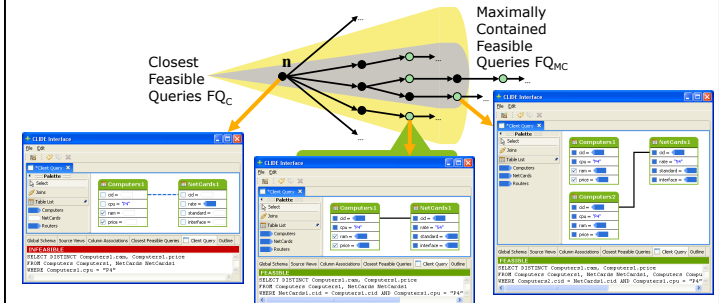 Closest
Feasible
Queries FQC
n
...
...
...
...
...
...
Maximally
Contained
Feasible
Queries FQMC
CLIDE Interface
File Edit
*Client Query
Palette
Select
Joins
Table List
Computers
NetCards
Routers
Computers1
cid =
cpu = "P4"
ram =
price =
NetCards1
cid =
rate =
standard =
interface =
Global Schema Source Views Column Associations Closest Feasible Queries Client Query Outline
INFEASIBLE
SELECT DISTINCT Computers1.ram, Computers1.price
FROM Computers Computers1, NetCards NetCards1
WHERE Computers1.cpu = "P4"
CLIDE Interface
File Edit
*Client Query
Palette
Select
Joins
Table List
Computers
NetCards
Routers
Computers1
cid =
cpu = "P4"
ram =
price =
NetCards1
cid =
rate = "54"
standard =
interface =
Global Schema Source Views Column Associations Closest Feasible Queries Client Query Outline
FEASIBLE
SELECT DISTINCT Computers1.ram, Computers1.price
FROM Computers Computers1, NetCards NetCards1
WHERE NetCards1.cid = Computers1.cid AND Computers1.cpu = "P4"
CLIDE Interface
File Edit
*Client Query
Palette
Select
Joins
Table List
Computers
NetCards
Routers
Computers1
cid =
cpu = "P4"
ram =
price =
NetCards1
cid =
rate = "54"
standard =
interface =
Computers2
cid =
cpu = "P4"
ram =
price =
Global Schema Source Views Column Associations Closest Feasible Queries Client Query Outline
FEASIBLE
SELECT DISTINCT Computers1.ram, Computers1.price
FROM Computers Computers1, NetCards NetCards1, Computers Compu
WHERE Computers2.cid = Computers1.cid AND Computers1.cpu = "P4"